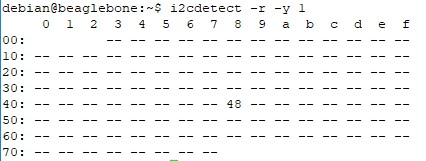 debian@beaglebone:~$ i2cdetect -r -y 1
     0  1  2  3  4  5  6  7  8  9  a  b  c  d  e  f
00:          -- -- -- -- -- -- -- -- -- -- -- -- --
10: -- -- -- -- -- -- -- -- -- -- -- -- -- -- -- --
20: -- -- -- -- -- -- -- -- -- -- -- -- -- -- -- --
30: -- -- -- -- -- -- -- -- -- -- -- -- -- -- -- --
40: -- -- -- -- -- -- -- -- 48 -- -- -- -- -- -- --
50: -- -- -- -- -- -- -- -- -- -- -- -- -- -- -- --
60: -- -- -- -- -- -- -- -- -- -- -- -- -- -- -- --
70: -- -- -- -- -- -- -- --